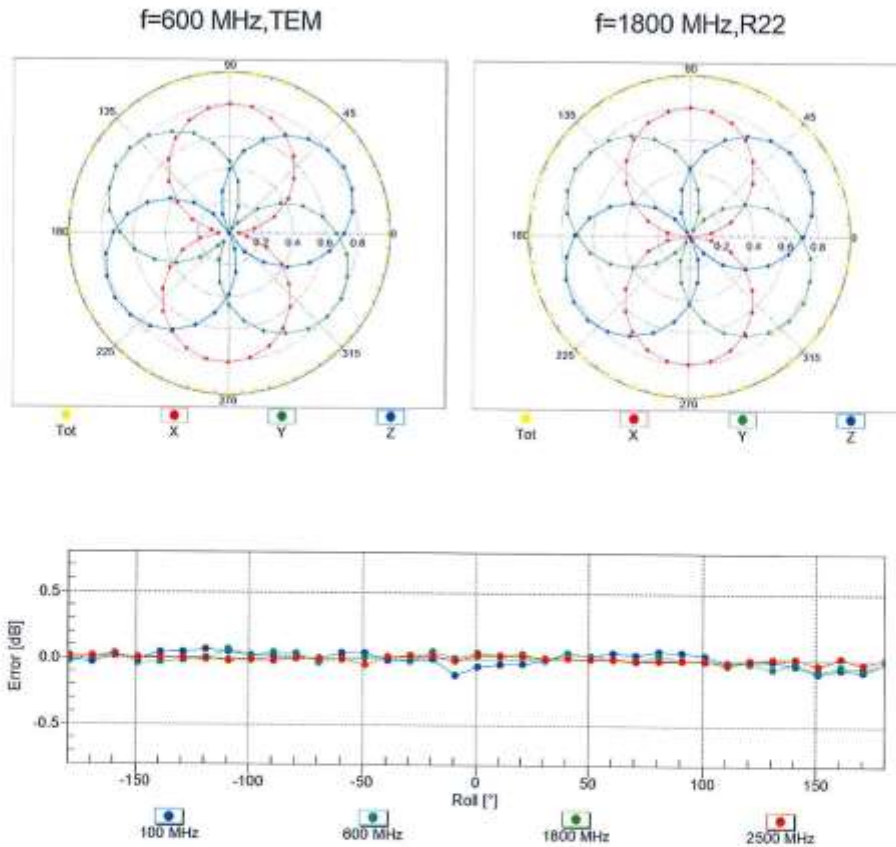 f=600 MHz,TEM
f=1800 MHz,R22
90
135
45
180
0.2
0.4
0.6
0.8
0
225
315
270
Tot
X
Y
Z
90
135
45
180
0.2
0.4
0.6
0.8
0
225
315
270
Tot
X
Y
Z
Error [dB]
0.5
0.0
-0.5
-150
-100
-50
0
50
100
150
Roll [°]
100 MHz
600 MHz
1800 MHz
2500 MHz